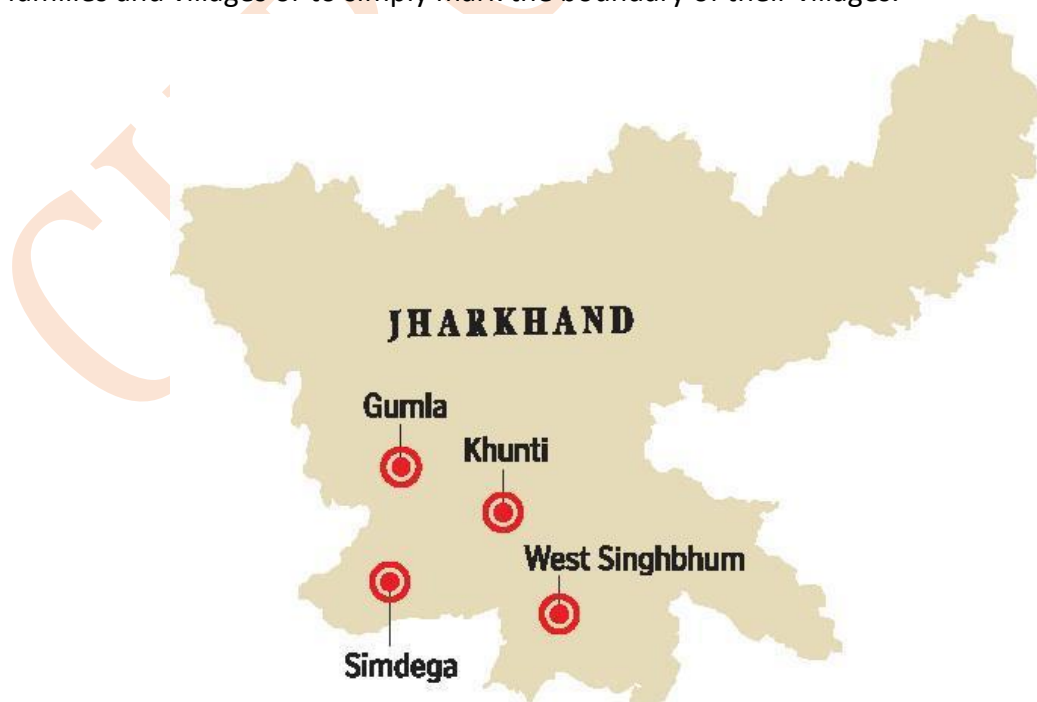 families and villages or to simply mark the boundary of their villages.
JHARKHAND
Gumla
Khunti
West Singhbhum
Simdega